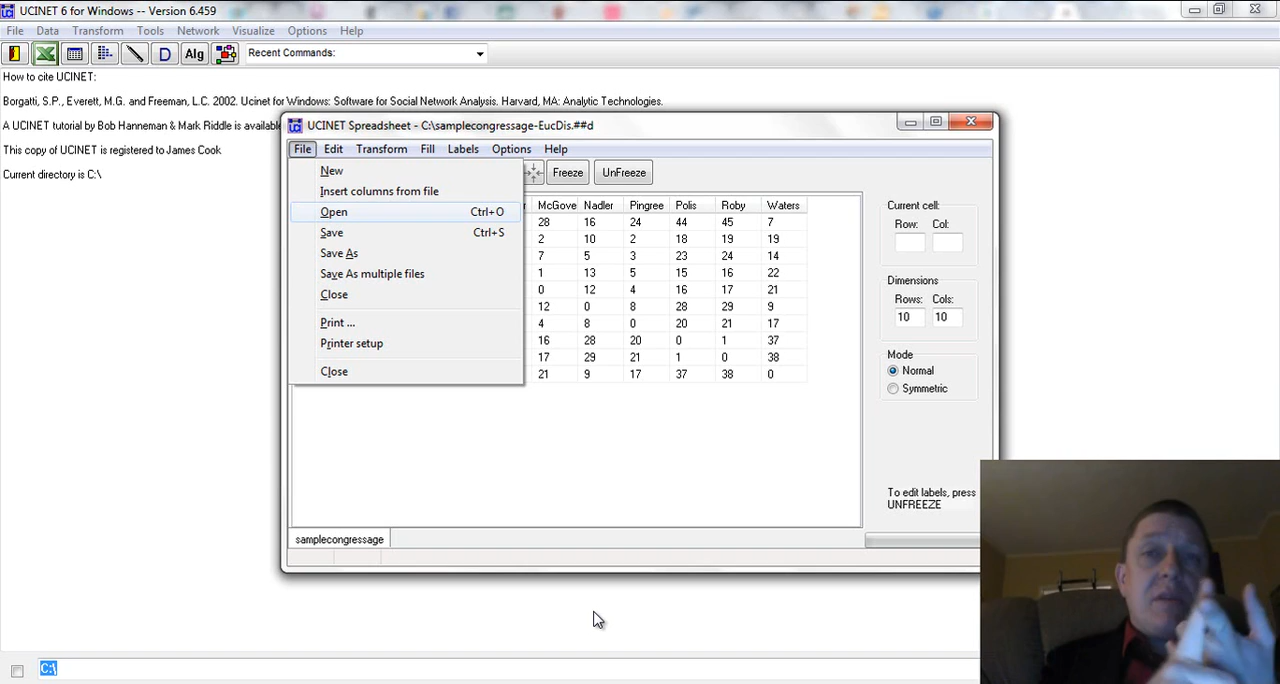 UCINET 6 for Windows -- Version 6.459
File Data Transform Tools Network Visualize Options Help
D Alg Recent Commands:
How to cite UCINET:
Borgatti, S.P., Everett, M.G. and Freeman, L.C. 2002. Ucinet for Windows: Software for Social Network Analysis. Harvard, MA: Analytic Technologies.
A UCINET tutorial by Bob Hanneman & Mark Riddle is available
This copy of UCINET is registered to James Cook
Current directory is C:\
UCINET Spreadsheet - C:\samplecongressage-EucDis.##d
File Edit Transform Fill Labels Options Help
Freeze UnFreeze
New
Insert columns from file
Open Ctrl+O
Save Ctrl+S
Save As
Save As multiple files
Close
Print ...
Printer setup
Close
McGove Nadler Pingree Polis Roby Waters
28 16 24 44 45 7
2 10 2 18 19 19
7 5 3 23 24 14
1 13 5 15 16 22
0 12 4 16 17 21
12 0 8 28 29 9
4 8 0 20 21 17
16 28 20 0 1 37
17 29 21 1 0 38
21 9 17 37 38 0
Current cell:
Row: Col:
Dimensions
Rows: Cols:
10 10
Mode
Normal
Symmetric
To edit labels, press
UNFREEZE
samplecongressage
C:\